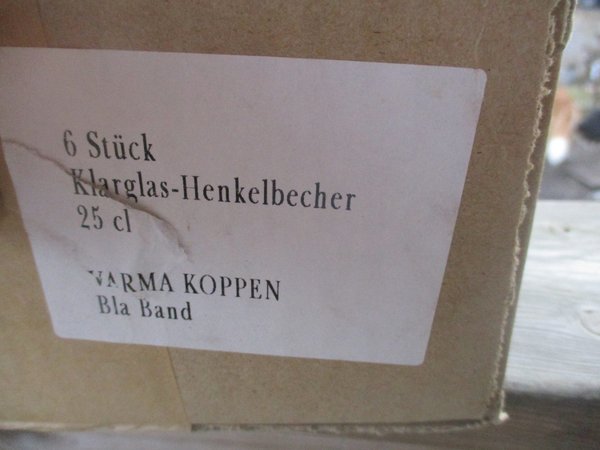 6 Stück
Klarglas-Henkelbecher
25 cl
VARMA KOPPEN
Bla Band